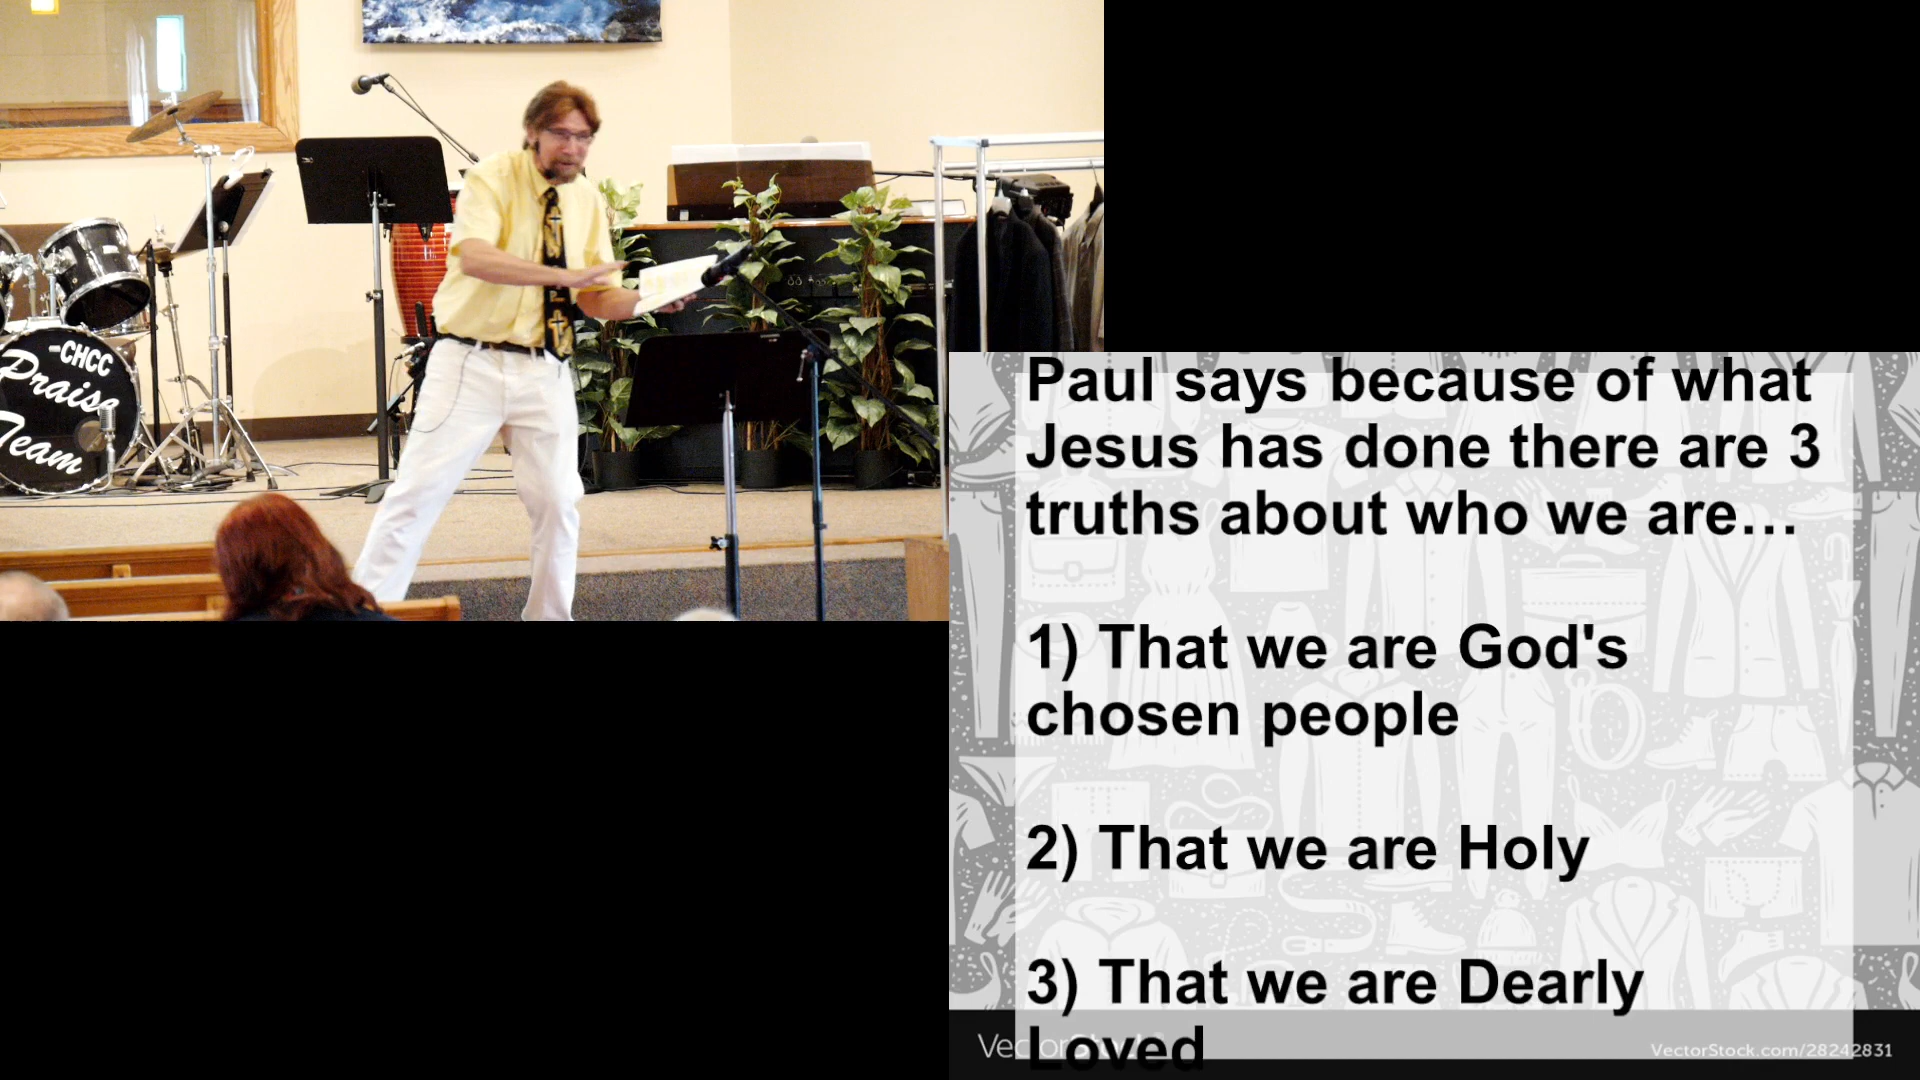 CHCC
Praise
Team
Paul says because of what
Jesus has done there are 3
truths about who we are…
1) That we are God's
chosen people
2) That we are Holy
3) That we are Dearly
Loved
VectorStock®
VectorStock.com/28242831